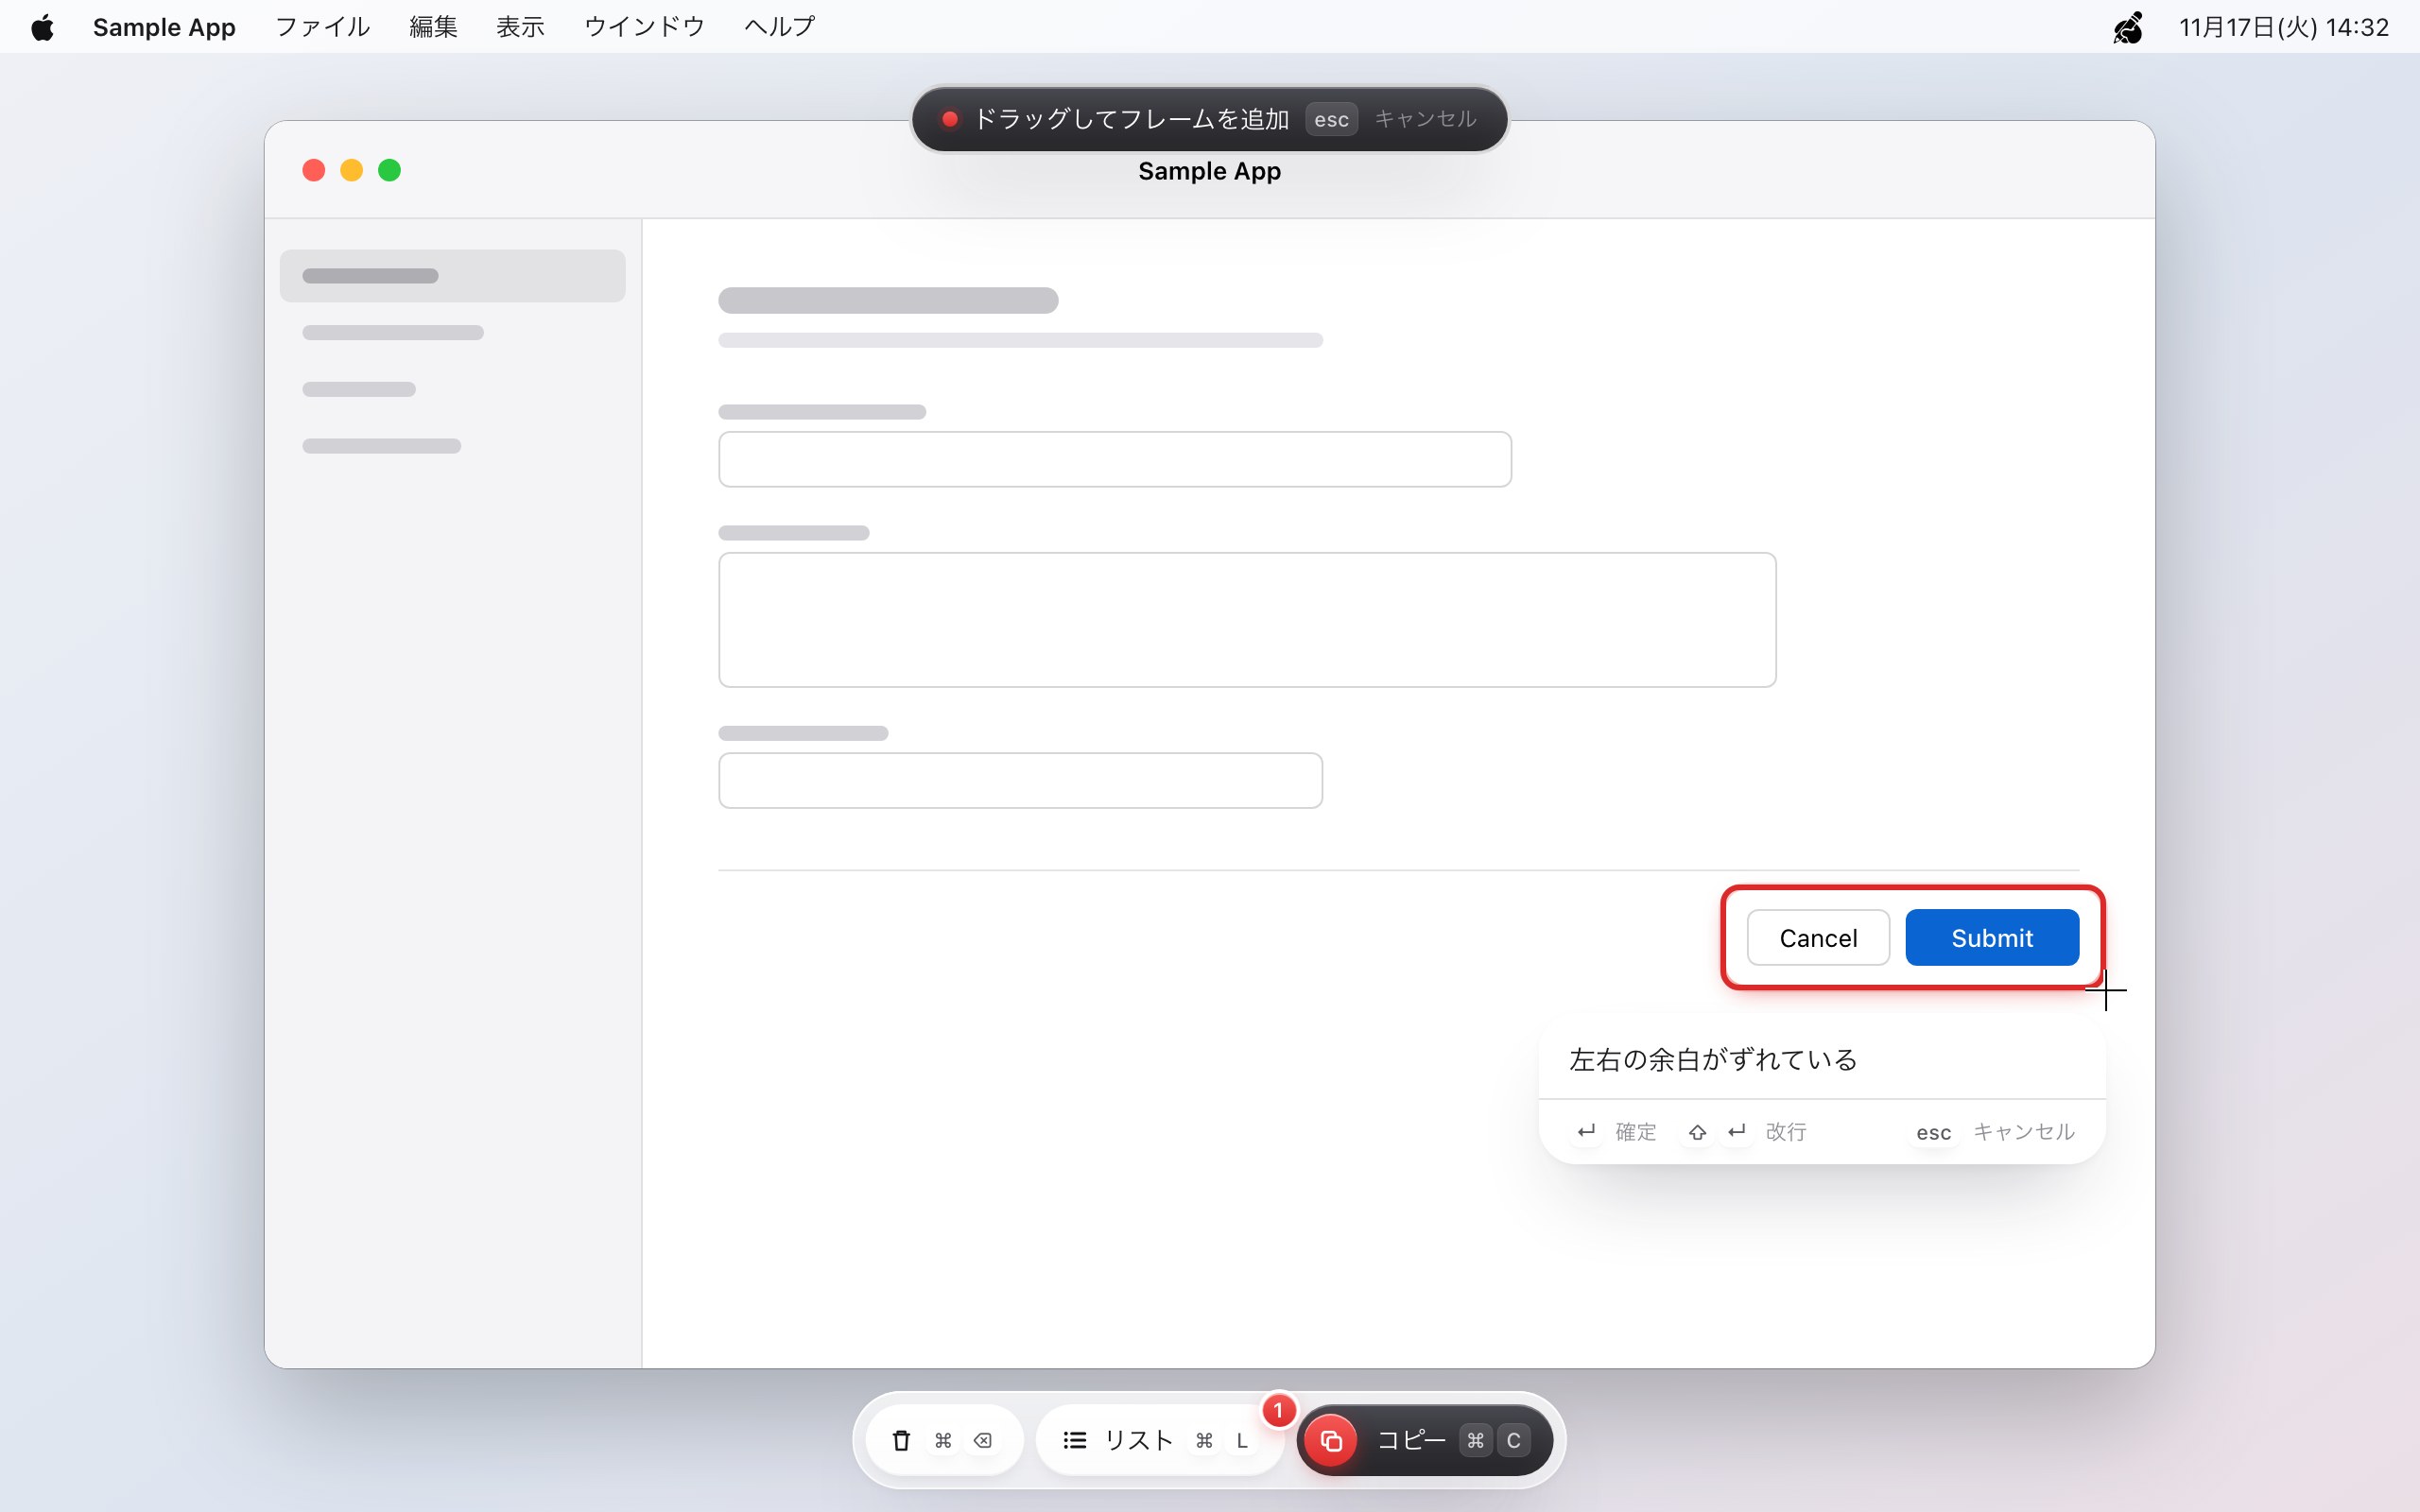 Sample App ファイル 編集 表示 ウインドウ ヘルプ 11月17日(火) 14:32
ドラッグしてフレームを追加 esc キャンセル
Sample App
Cancel Submit
左右の余白がずれている
↵ 確定 ⇧ ↵ 改行 esc キャンセル
⌘ ⌫ リスト ⌘ L 1 コピー ⌘ C